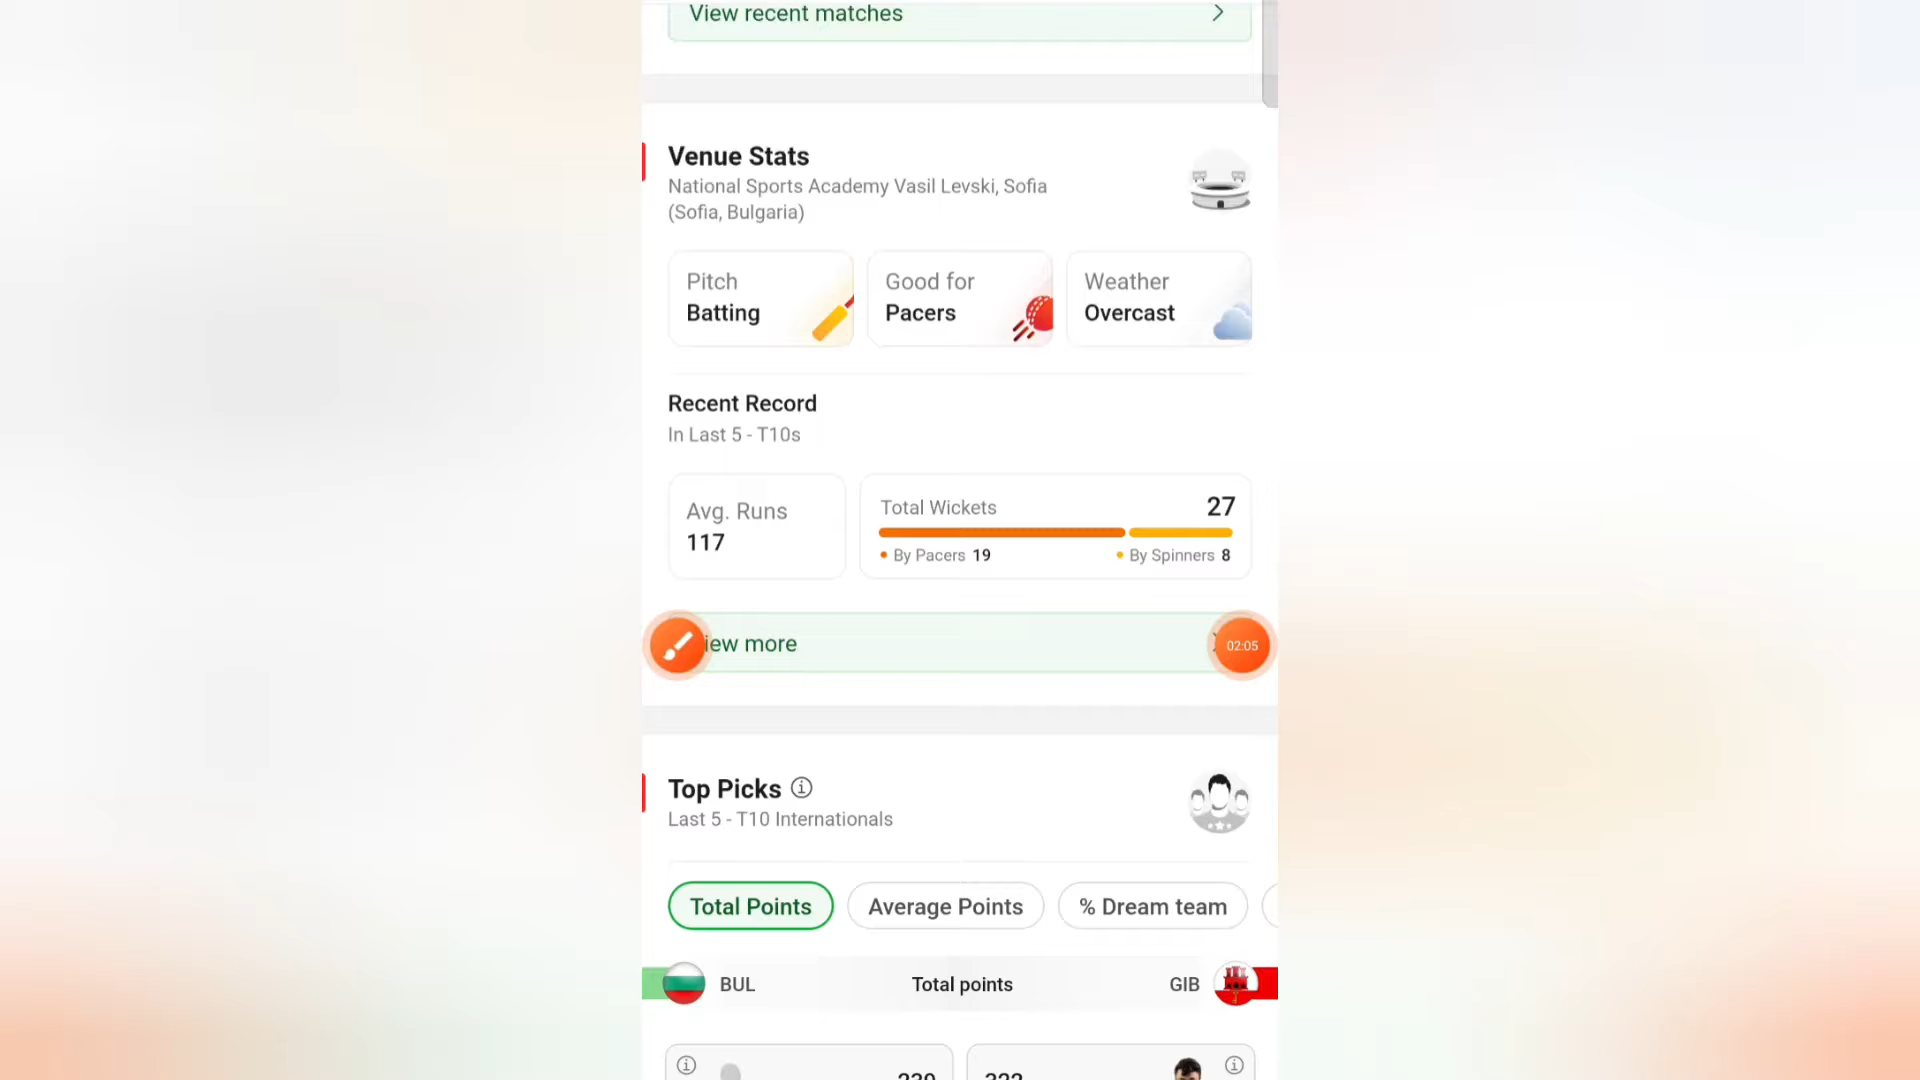 View recent matches
Venue Stats
National Sports Academy Vasil Levski, Sofia
(Sofia, Bulgaria)
Pitch
Batting
Good for
Pacers
Weather
Overcast
Recent Record
In Last 5 - T10s
Avg. Runs
117
Total Wickets 27
By Pacers 19
By Spinners 8
iew more
02:05
Top Picks
Last 5 - T10 Internationals
Total Points
Average Points
% Dream team
BUL
Total points
GIB